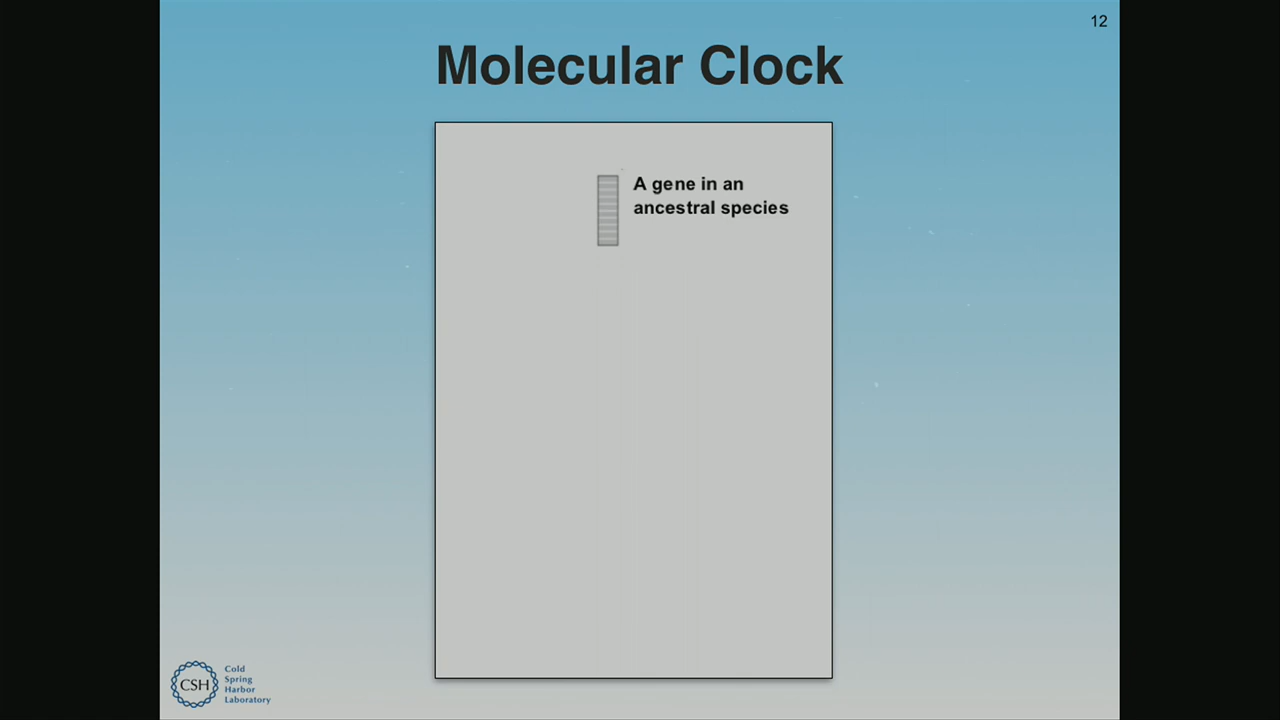 12
Molecular Clock
A gene in an
ancestral species
CSH
Cold
Spring
Harbor
Laboratory